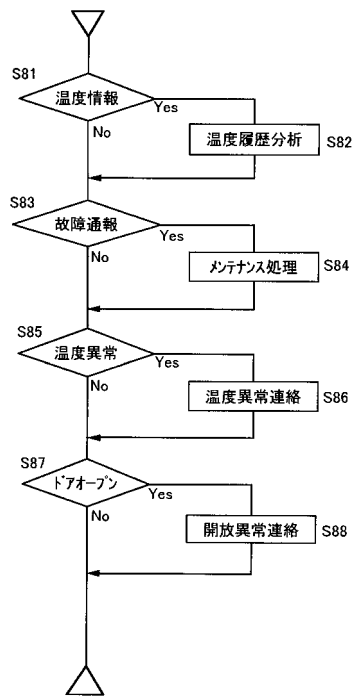 S81
温度情報
Yes
No
温度履歴分析
S82
S83
故障通報
Yes
No
メンテナンス処理
S84
S85
温度異常
Yes
No
温度異常連絡
S86
S87
ドアオープン
Yes
No
開放異常連絡
S88